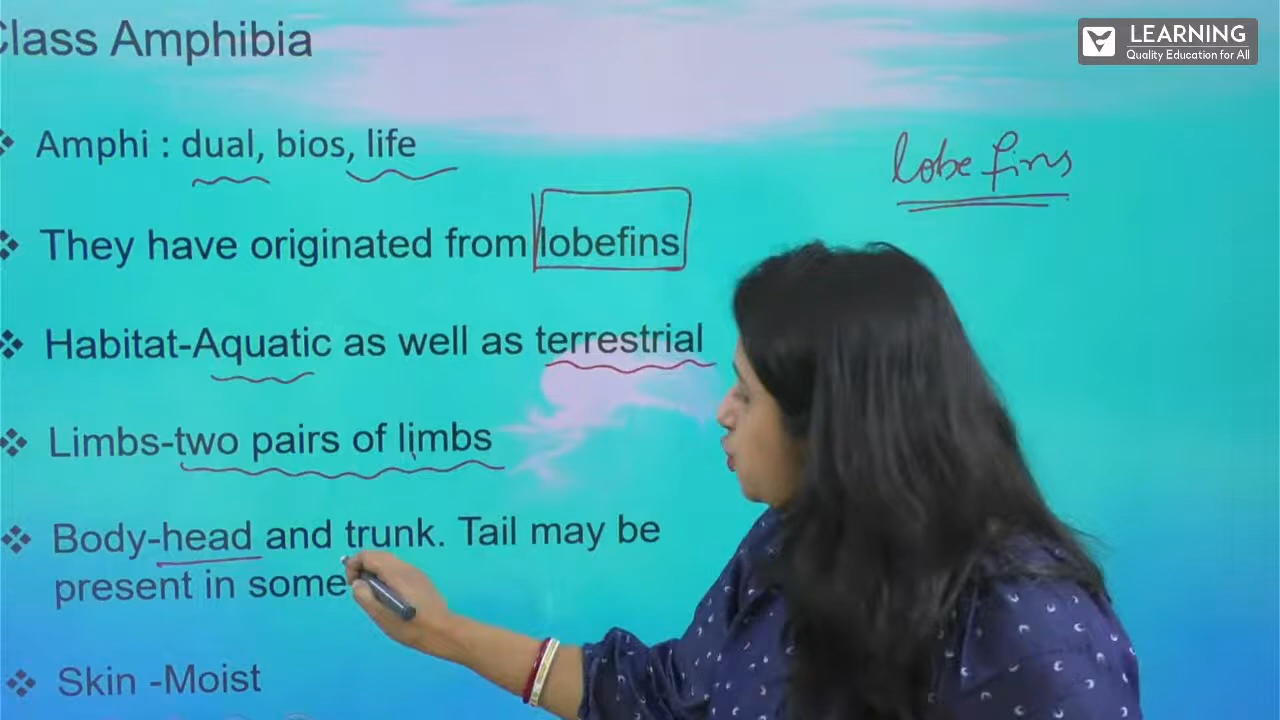 Class Amphibia
LEARNING
Quality Education for All
Amphi : dual, bios, life
lobe fins
They have originated from lobefins
Habitat-Aquatic as well as terrestrial
Limbs-two pairs of limbs
Body-head and trunk. Tail may be
present in some
Skin -Moist